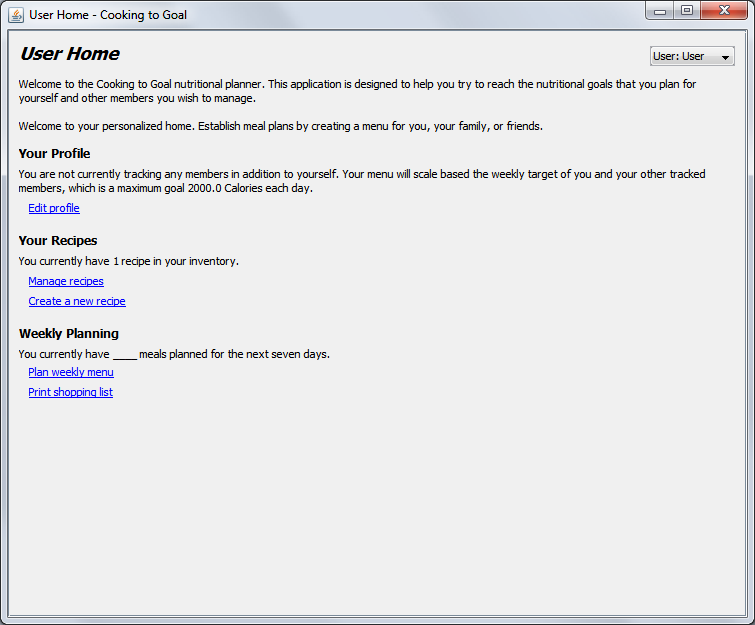 User Home - Cooking to Goal
User Home
User: User
Welcome to the Cooking to Goal nutritional planner. This application is designed to help you try to reach the nutritional goals that you plan for
yourself and other members you wish to manage.
Welcome to your personalized home. Establish meal plans by creating a menu for you, your family, or friends.
Your Profile
You are not currently tracking any members in addition to yourself. Your menu will scale based the weekly target of you and your other tracked
members, which is a maximum goal 2000.0 Calories each day.
Edit profile
Your Recipes
You currently have 1 recipe in your inventory.
Manage recipes
Create a new recipe
Weekly Planning
You currently have ____ meals planned for the next seven days.
Plan weekly menu
Print shopping list